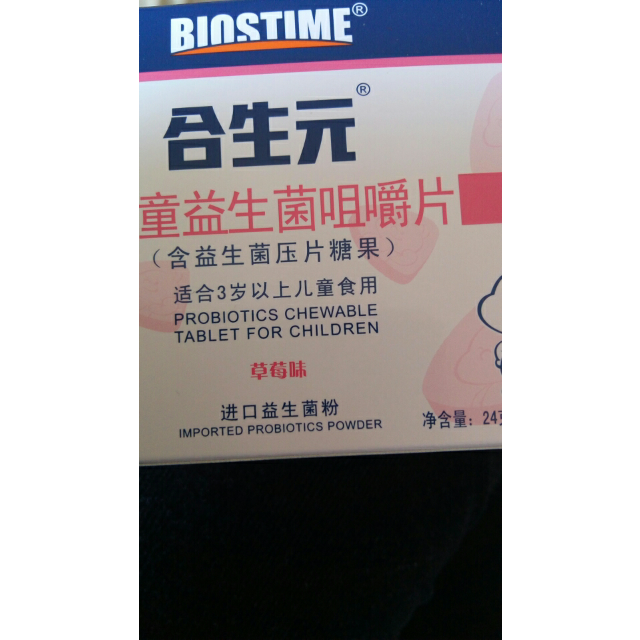 BIOSTIME®
合生元®
童益生菌咀嚼片
（含益生菌压片糖果）
适合3岁以上儿童食用
PROBIOTICS CHEWABLE
TABLET FOR CHILDREN
草莓味
进口益生菌粉
IMPORTED PROBIOTICS POWDER
净含量：24